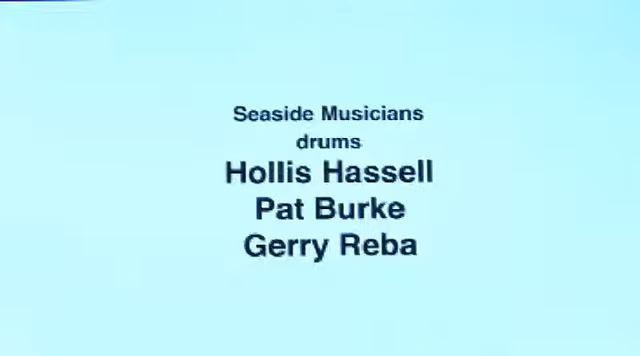 Seaside Musicians
drums
Hollis Hassell
Pat Burke
Gerry Reba